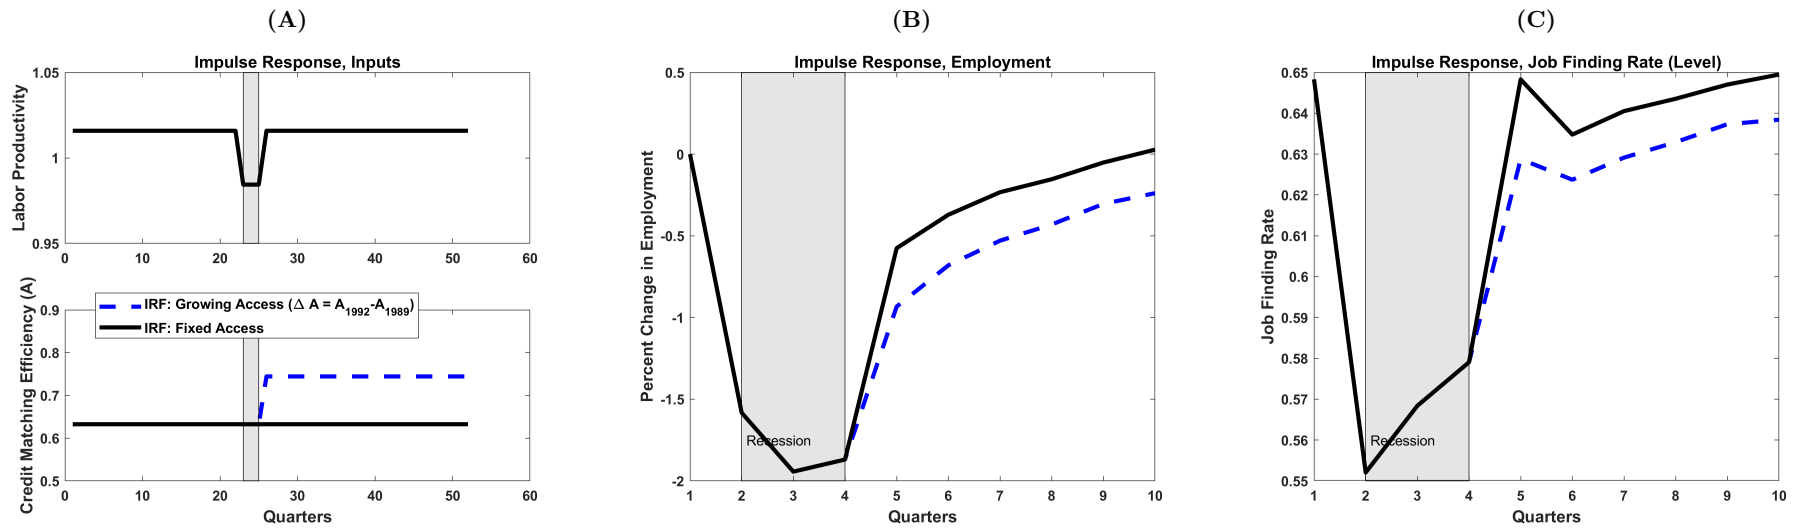 (A)
Impulse Response, Inputs
Labor Productivity
1.05
1
0.95
0 10 20 30 40 50 60
Credit Matching Efficiency (A)
IRF: Growing Access (Δ A = A1992-A1989)
IRF: Fixed Access
0.9
0.8
0.7
0.6
0.5
0 10 20 30 40 50 60
Quarters
(B)
Impulse Response, Employment
Percent Change in Employment
0.5
0
-0.5
-1
-1.5
-2
Recession
1 2 3 4 5 6 7 8 9 10
Quarters
(C)
Impulse Response, Job Finding Rate (Level)
Job Finding Rate
0.65
0.64
0.63
0.62
0.61
0.6
0.59
0.58
0.57
0.56
0.55
Recession
1 2 3 4 5 6 7 8 9 10
Quarters